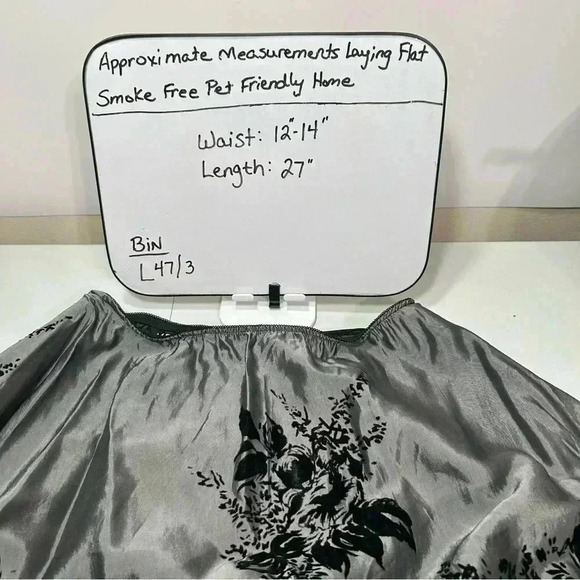 Approximate Measurements Laying Flat
Smoke Free Pet Friendly Home
Waist: 12"-14"
Length: 27"
BiN
L47/3